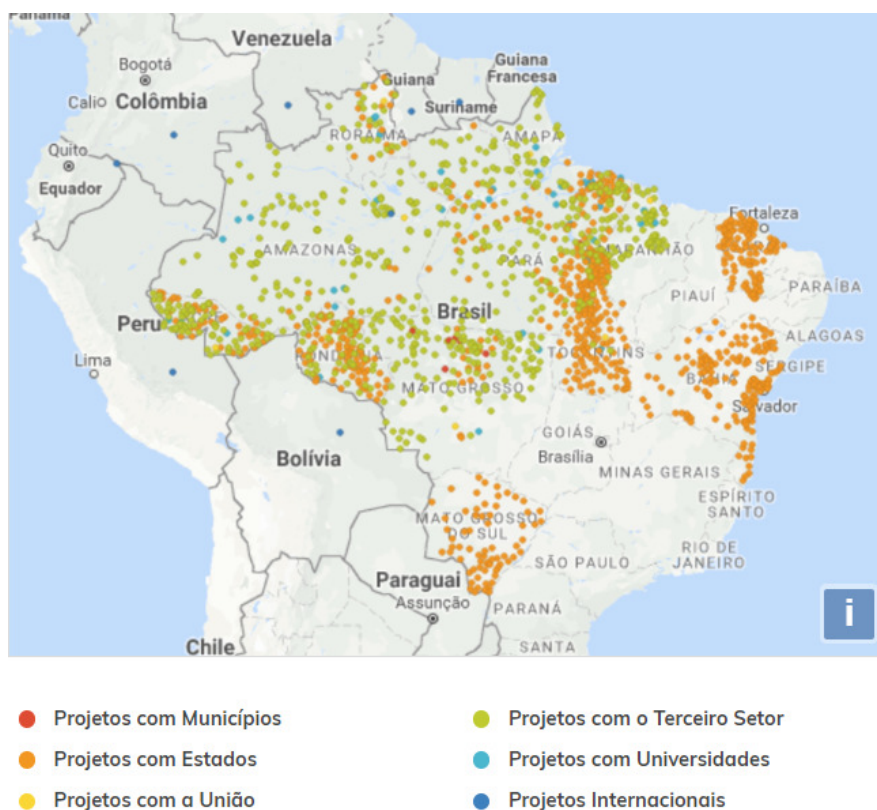 Panamá
Venezuela
Bogotá
Guiana
Guiana
Francesa
Calio
Colômbia
Suriname
RORAIMA
AMAPÁ
Quito
Equador
Fortaleza
AMAZONAS
PARÁ
MARANHÃO
PIAUÍ
PARAÍBA
Peru
Brasil
RONDÔNIA
TOCANTINS
ALAGOAS
Lima
BAHIA
SERGIPE
MATO GROSSO
Salvador
GOIÁS
Brasília
Bolívia
MINAS GERAIS
ESPÍRITO
SANTO
MATO GROSSO
DO SUL
RIO DE
JANEIRO
SÃO PAULO
Paraguai
Assunção
PARANÁ
i
Chile
SANTA
Projetos com Municípios
Projetos com o Terceiro Setor
Projetos com Estados
Projetos com Universidades
Projetos com a União
Projetos Internacionais